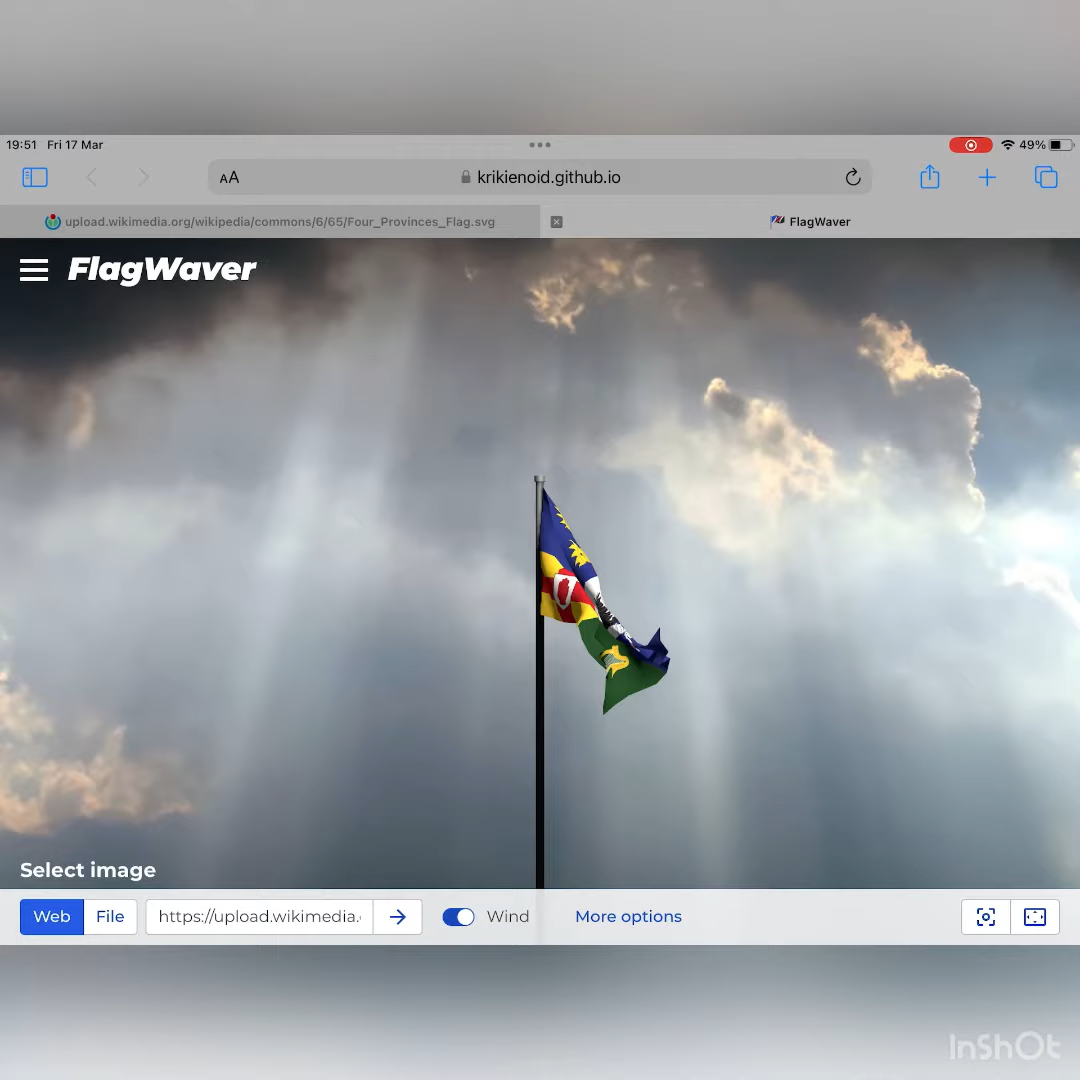 19:51 Fri 17 Mar
49%
AA
krikienoid.github.io
upload.wikimedia.org/wikipedia/commons/6/65/Four_Provinces_Flag.svg
FlagWaver
FlagWaver
Select image
Web File https://upload.wikimedia. Wind More options
InShOt